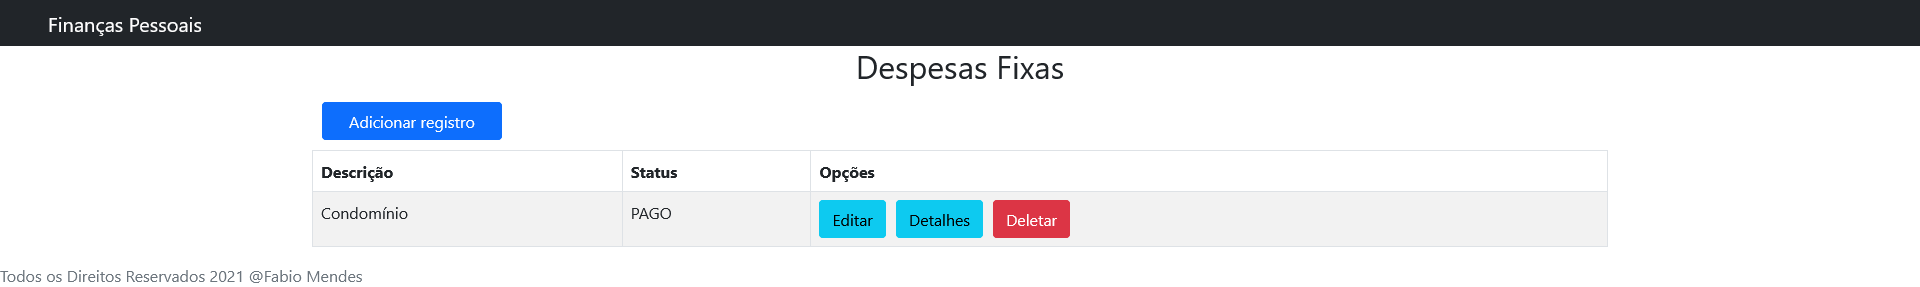 Finanças Pessoais
Despesas Fixas
Adicionar registro
Descrição Status Opções
Condomínio PAGO Editar Detalhes Deletar
Todos os Direitos Reservados 2021 @Fabio Mendes